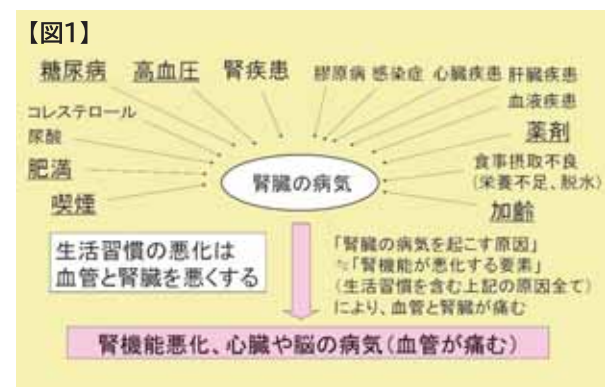 【図1】
糖尿病 高血圧 腎疾患 膠原病 感染症 心臓疾患 肝臓疾患
コレステロール
血液疾患
尿酸
薬剤
肥満
食事摂取不良
(栄養不足、脱水)
喫煙
加齢
腎臓の病気
生活習慣の悪化は
血管と腎臓を悪くする
「腎臓の病気を起こす原因」
≒「腎機能が悪化する要素」
(生活習慣を含む上記の原因全て)
により、血管と腎臓が痛む
腎機能悪化、心臓や脳の病気(血管が痛む)